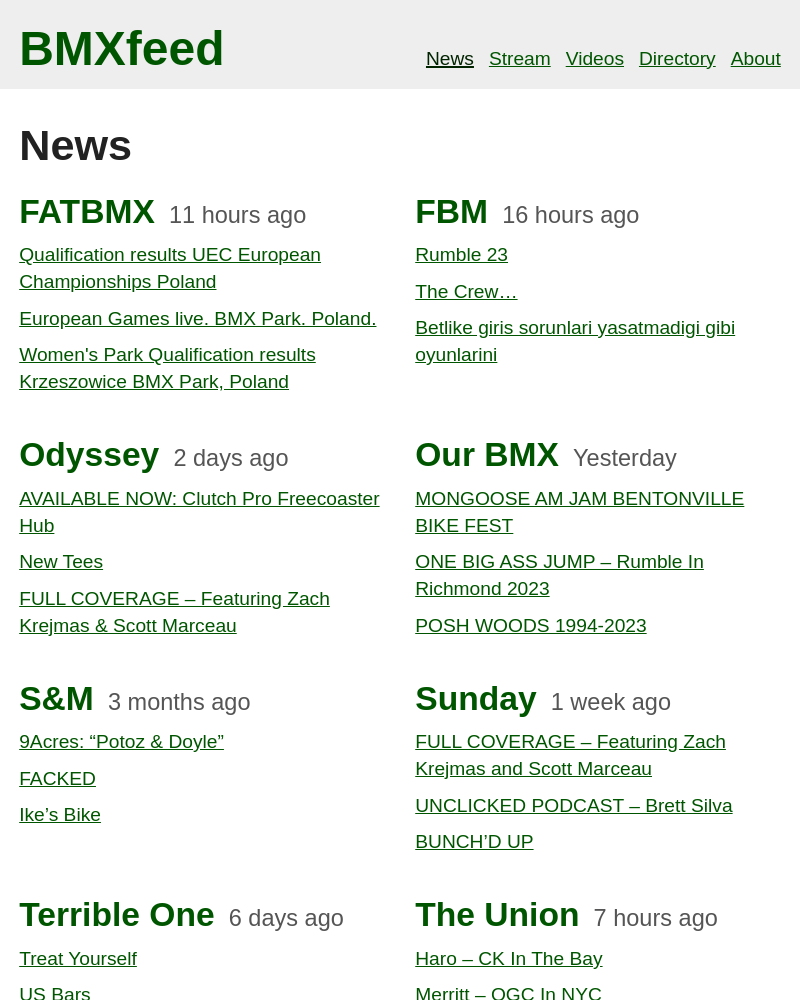 BMXfeed
News Stream Videos Directory About
News
FATBMX 11 hours ago
Qualification results UEC European
Championships Poland
European Games live. BMX Park. Poland.
Women's Park Qualification results
Krzeszowice BMX Park, Poland
FBM 16 hours ago
Rumble 23
The Crew…
Betlike giris sorunlari yasatmadigi gibi
oyunlarini
Odyssey 2 days ago
AVAILABLE NOW: Clutch Pro Freecoaster
Hub
New Tees
FULL COVERAGE – Featuring Zach
Krejmas & Scott Marceau
Our BMX Yesterday
MONGOOSE AM JAM BENTONVILLE
BIKE FEST
ONE BIG ASS JUMP – Rumble In
Richmond 2023
POSH WOODS 1994-2023
S&M 3 months ago
9Acres: “Potoz & Doyle”
FACKED
Ike’s Bike
Sunday 1 week ago
FULL COVERAGE – Featuring Zach
Krejmas and Scott Marceau
UNCLICKED PODCAST – Brett Silva
BUNCH’D UP
Terrible One 6 days ago
Treat Yourself
US Bars
The Union 7 hours ago
Haro – CK In The Bay
Merritt – OGC In NYC